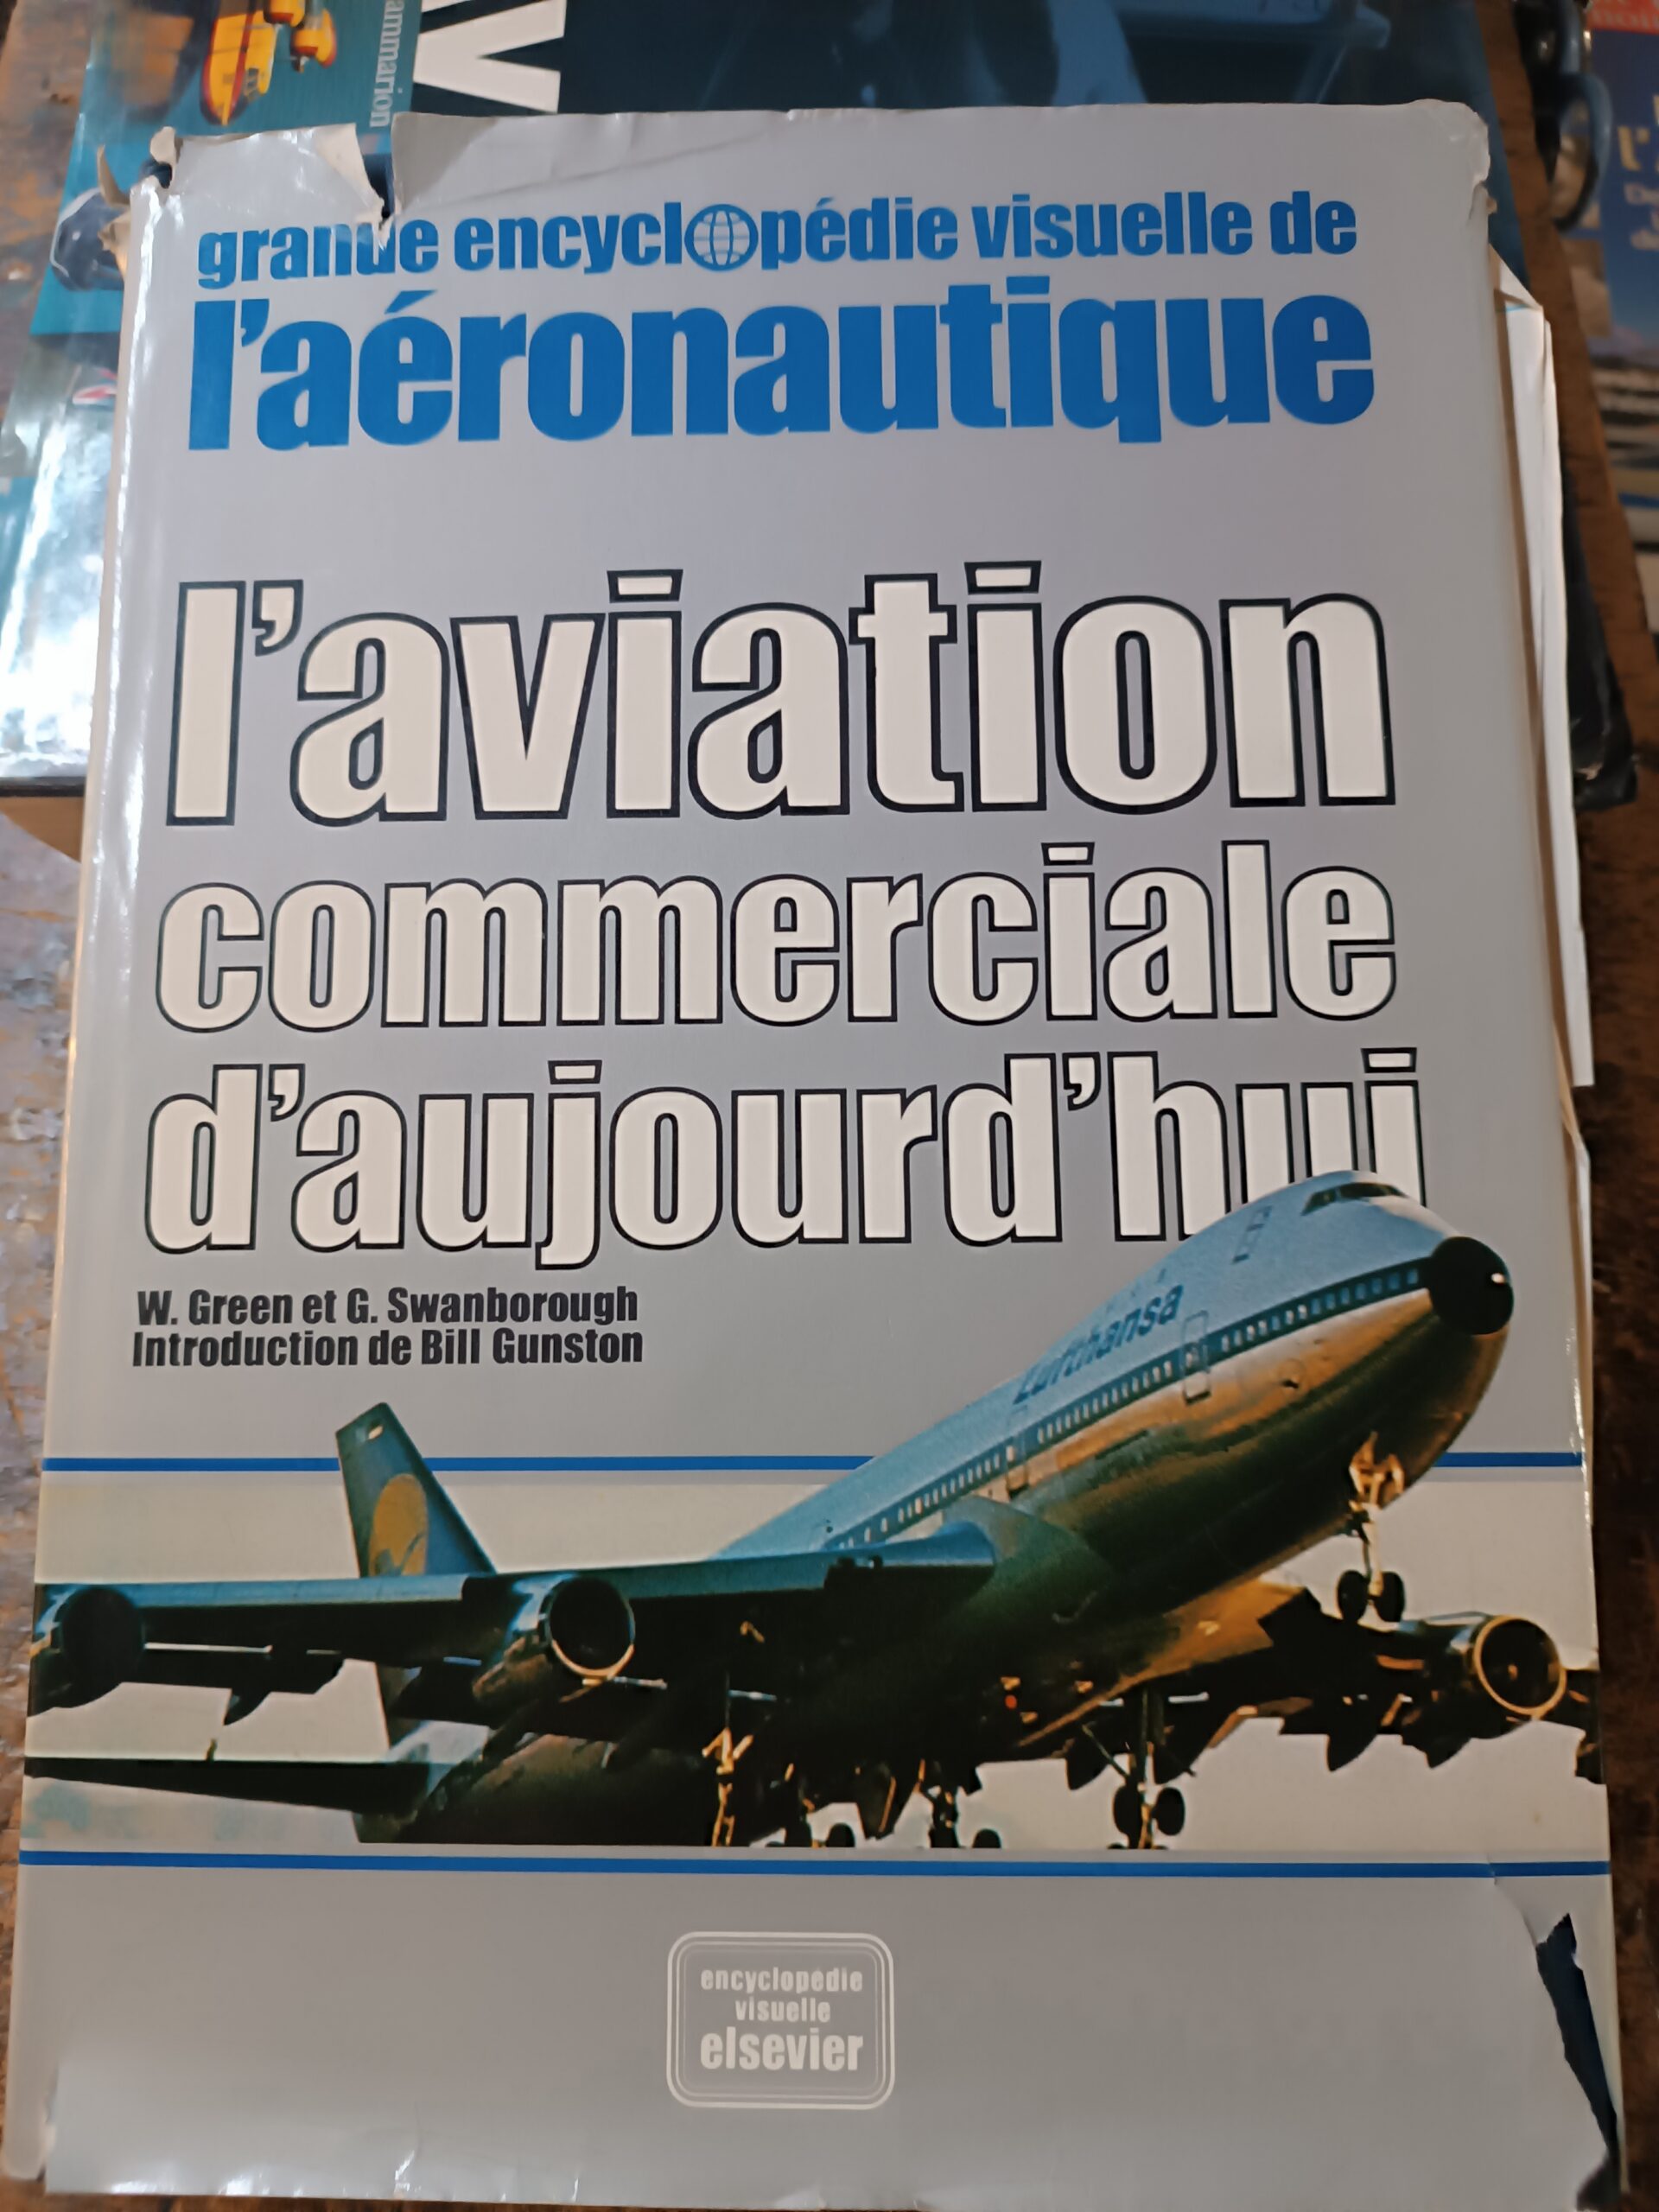 ammarion
V
grande encyclopédie visuelle de
l'aéronautique
l'aviation
commerciale
d'aujourd'hui
W. Green et G. Swanborough
Introduction de Bill Gunston
Lufthansa
encyclopédie
visuelle
elsevier